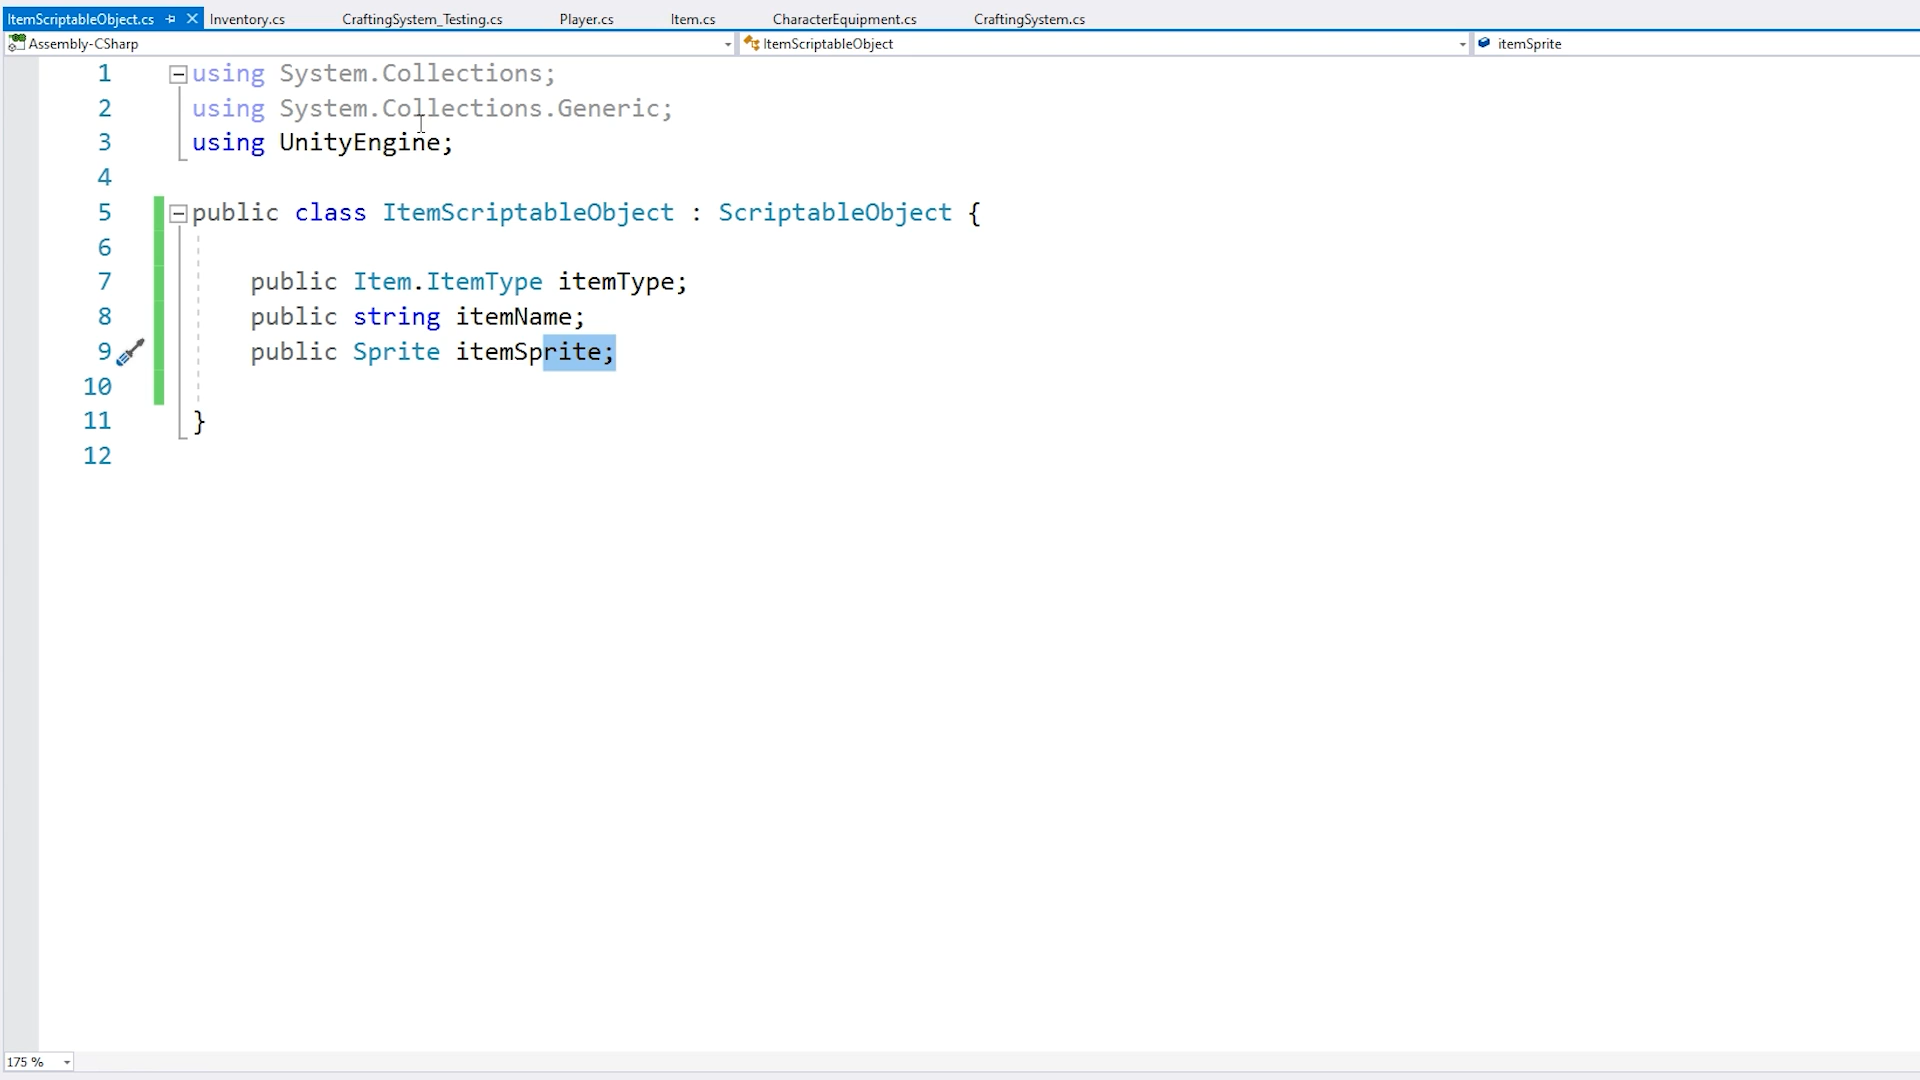 ItemScriptableObject.cs Inventory.cs CraftingSystem_Testing.cs Player.cs Item.cs CharacterEquipment.cs CraftingSystem.cs
Assembly-CSharp ItemScriptableObject itemSprite
1 using System.Collections;
2 using System.Collections.Generic;
3 using UnityEngine;
4
5 public class ItemScriptableObject : ScriptableObject {
6
7 public Item.ItemType itemType;
8 public string itemName;
9 public Sprite itemSprite;
10
11 }
12
175 %